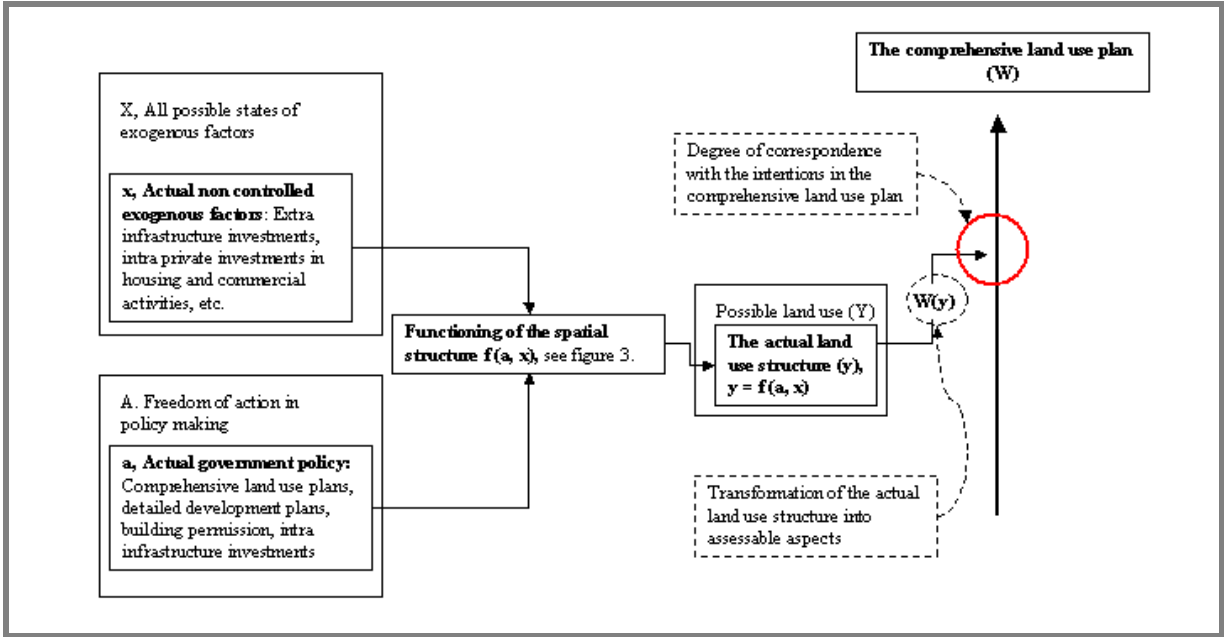 The comprehensive land use plan
(W)
X, All possible states of
exogenous factors
x, Actual non controlled
exogenous factors: Extra
infrastructure investments,
intra private investments in
housing and commercial
activities, etc.
Degree of correspondence
with the intentions in the
comprehensive land use plan
Functioning of the spatial
structure f(a, x), see figure 3.
Possible land use (Y)
The actual land
use structure (y),
y = f(a, x)
W(y)
A. Freedom of action in
policy making
a, Actual government policy:
Comprehensive land use plans,
detailed development plans,
building permission, intra
infrastructure investments
Transformation of the actual
land use structure into
assessable aspects